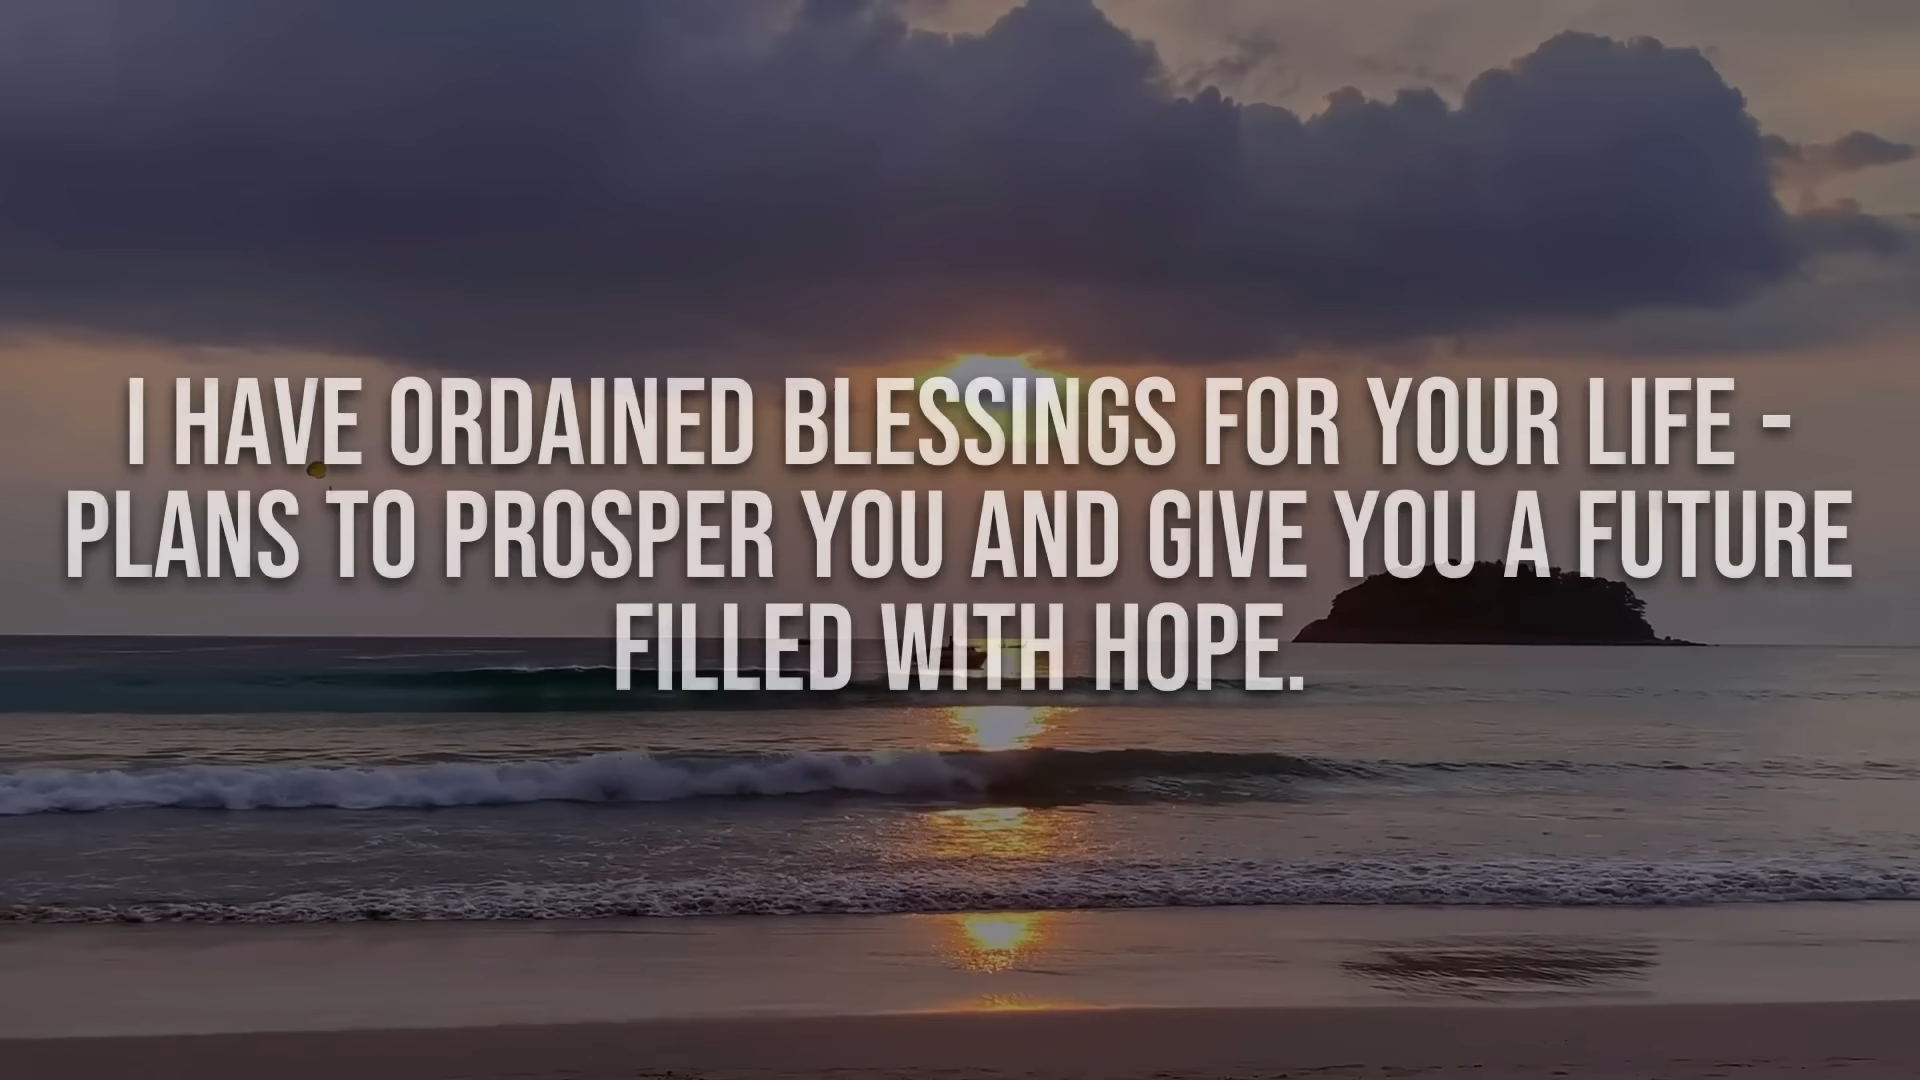 I HAVE ORDAINED BLESSINGS FOR YOUR LIFE -
PLANS TO PROSPER YOU AND GIVE YOU A FUTURE
FILLED WITH HOPE.